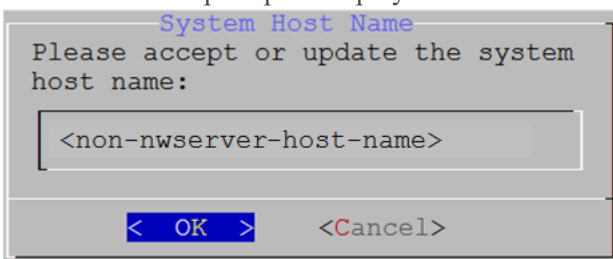 System Host Name
Please accept or update the system
host name:
<non-nwserver-host-name>
< OK > <Cancel>